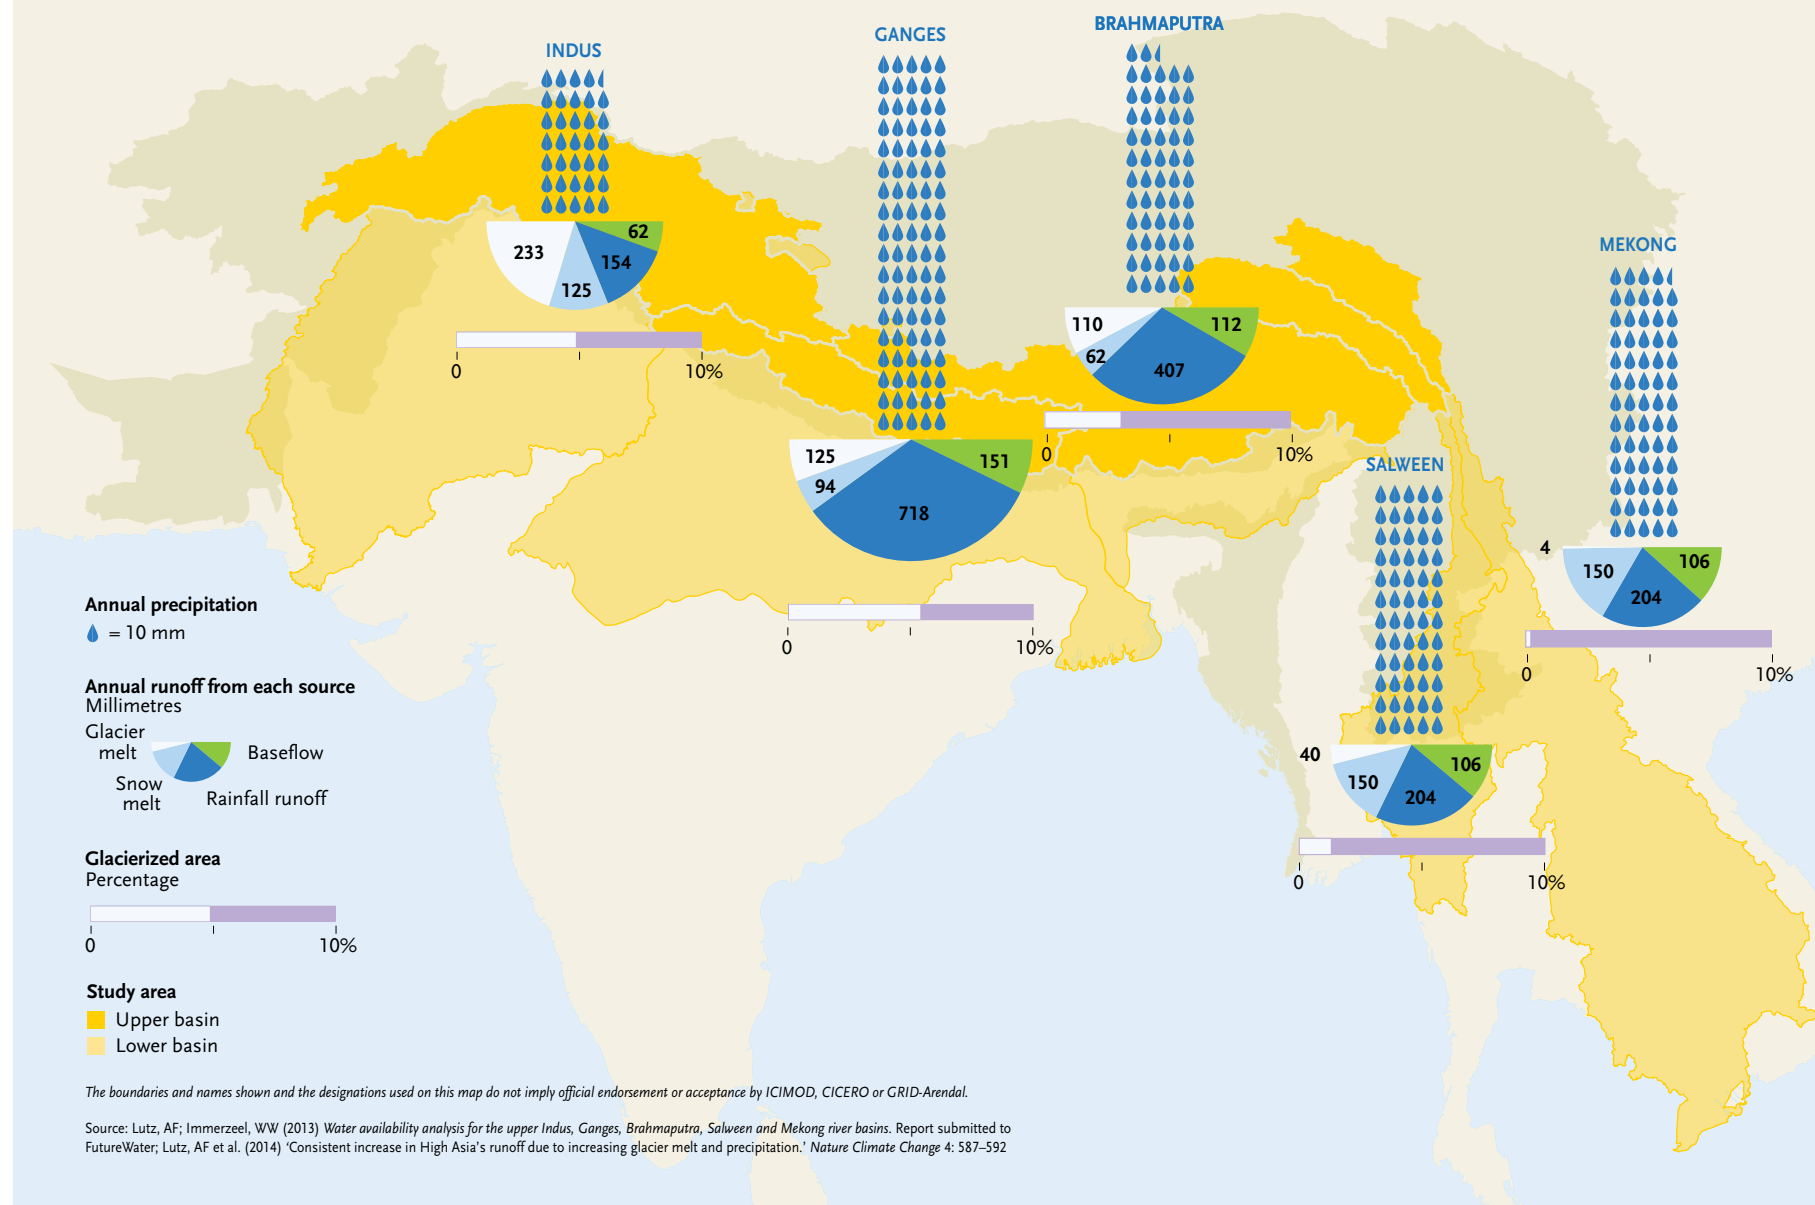 BRAHMAPUTRA
GANGES
INDUS
MEKONG
SALWEEN
233
125
154
62
0
10%
125
94
718
151
0
10%
110
62
407
112
0
10%
4
150
204
106
0
10%
40
150
204
106
0
10%
Annual precipitation
= 10 mm
Annual runoff from each source
Millimetres
Glacier
melt
Baseflow
Snow
melt
Rainfall runoff
Glacierized area
Percentage
0
10%
Study area
Upper basin
Lower basin
The boundaries and names shown and the designations used on this map do not imply official endorsement or acceptance by ICIMOD, CICERO or GRID-Arendal.
Source: Lutz, AF; Immerzeel, WW (2013) Water availability analysis for the upper Indus, Ganges, Brahmaputra, Salween and Mekong river basins. Report submitted to
FutureWater; Lutz, AF et al. (2014) ‘Consistent increase in High Asia’s runoff due to increasing glacier melt and precipitation.’ Nature Climate Change 4: 587–592